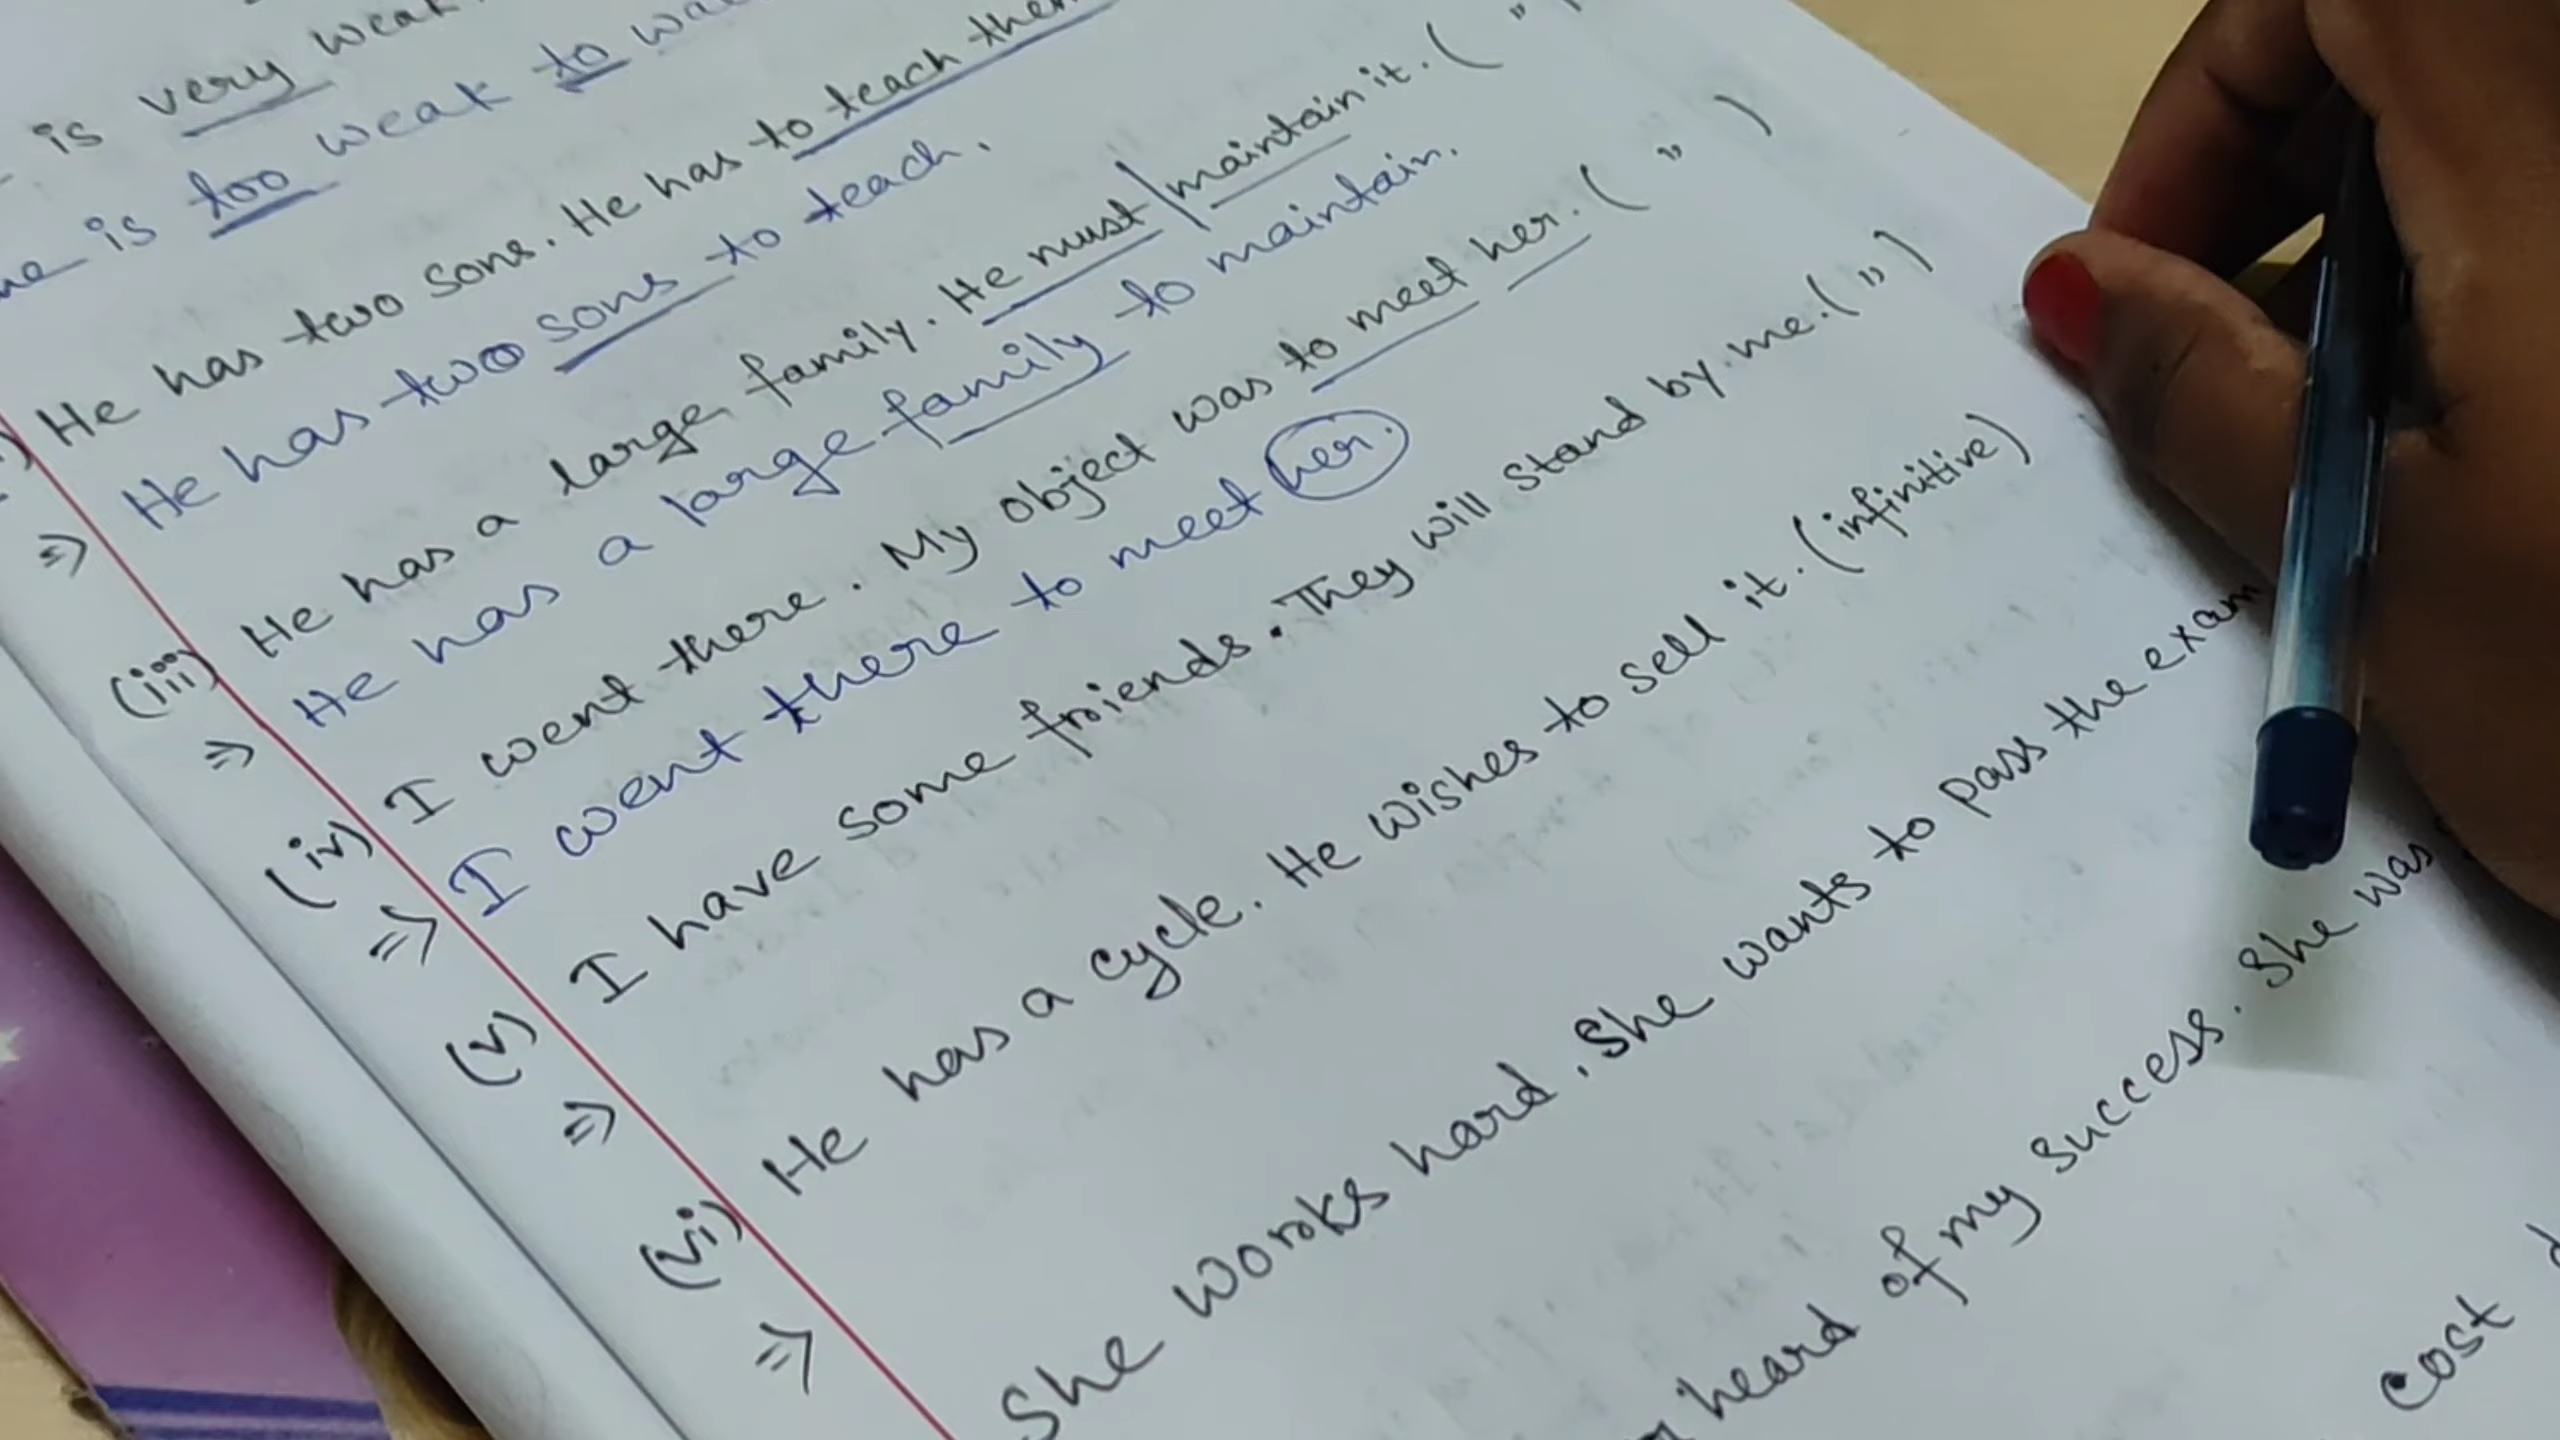 is very weak.
is too weak to
He has two sons. He has to teach them
=> He has two sons to teach.
(iii) He has a large family. He must maintain it. ( " )
=> He has a large family to maintain.
(iv) I went there. My object was to meet her. ( " )
=> I went there to meet her.
(v) I have some friends. They will stand by me. ( " )
=>
(vi) He has a cycle. He wishes to sell it. (infinitive)
=>
She works hard. She wants to pass the exam
heard of my success. She was
cost